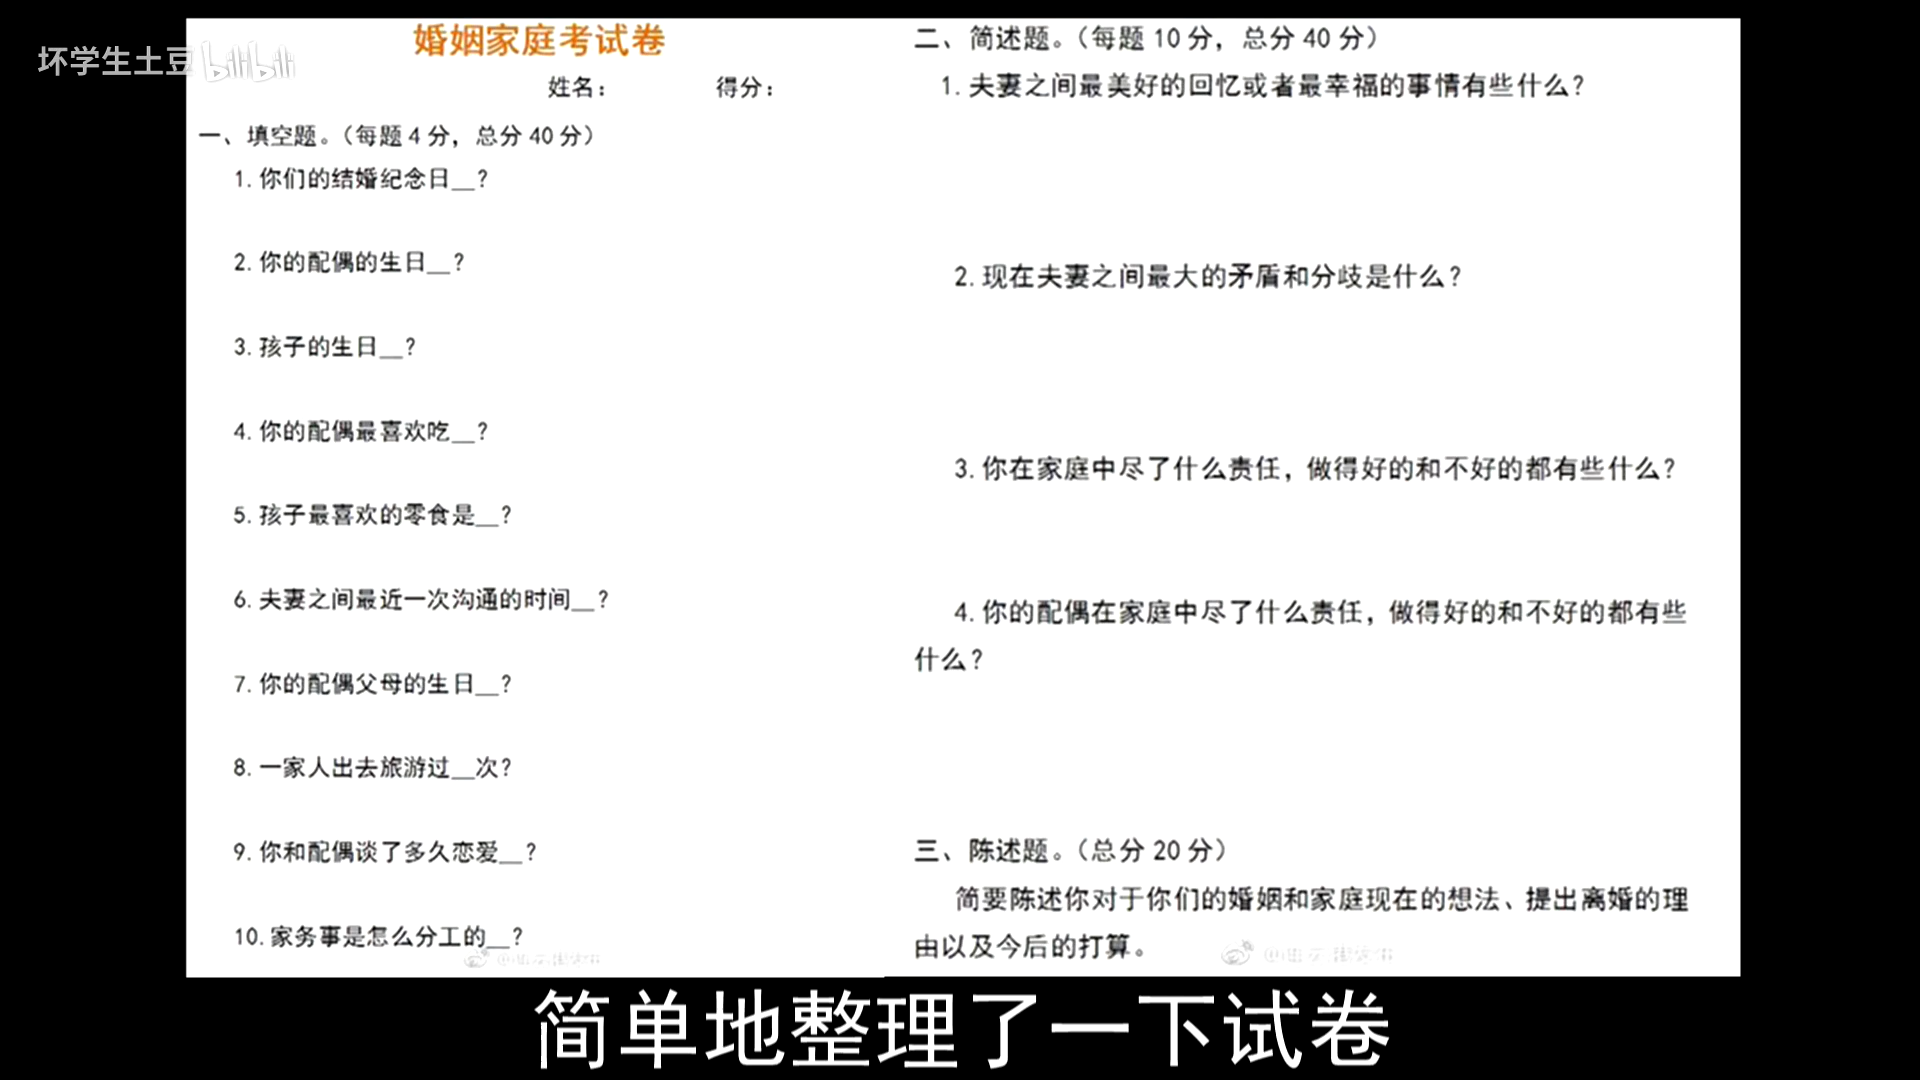 坏学生土豆 bilibili
婚姻家庭考试卷
姓名： 得分：
一、填空题。（每题 4 分，总分 40 分）
1. 你们的结婚纪念日__？
2. 你的配偶的生日__？
3. 孩子的生日__？
4. 你的配偶最喜欢吃__？
5. 孩子最喜欢的零食是__？
6. 夫妻之间最近一次沟通的时间__？
7. 你的配偶父母的生日__？
8. 一家人出去旅游过__次？
9. 你和配偶谈了多久恋爱__？
10. 家务事是怎么分工的__？
二、简述题。（每题 10 分，总分 40 分）
1. 夫妻之间最美好的回忆或者最幸福的事情有些什么？
2. 现在夫妻之间最大的矛盾和分歧是什么？
3. 你在家庭中尽了什么责任，做得好的和不好的都有些什么？
4. 你的配偶在家庭中尽了什么责任，做得好的和不好的都有些
什么？
三、陈述题。（总分 20 分）
简要陈述你对于你们的婚姻和家庭现在的想法、提出离婚的理
由以及今后的打算。
简单地整理了一下试卷